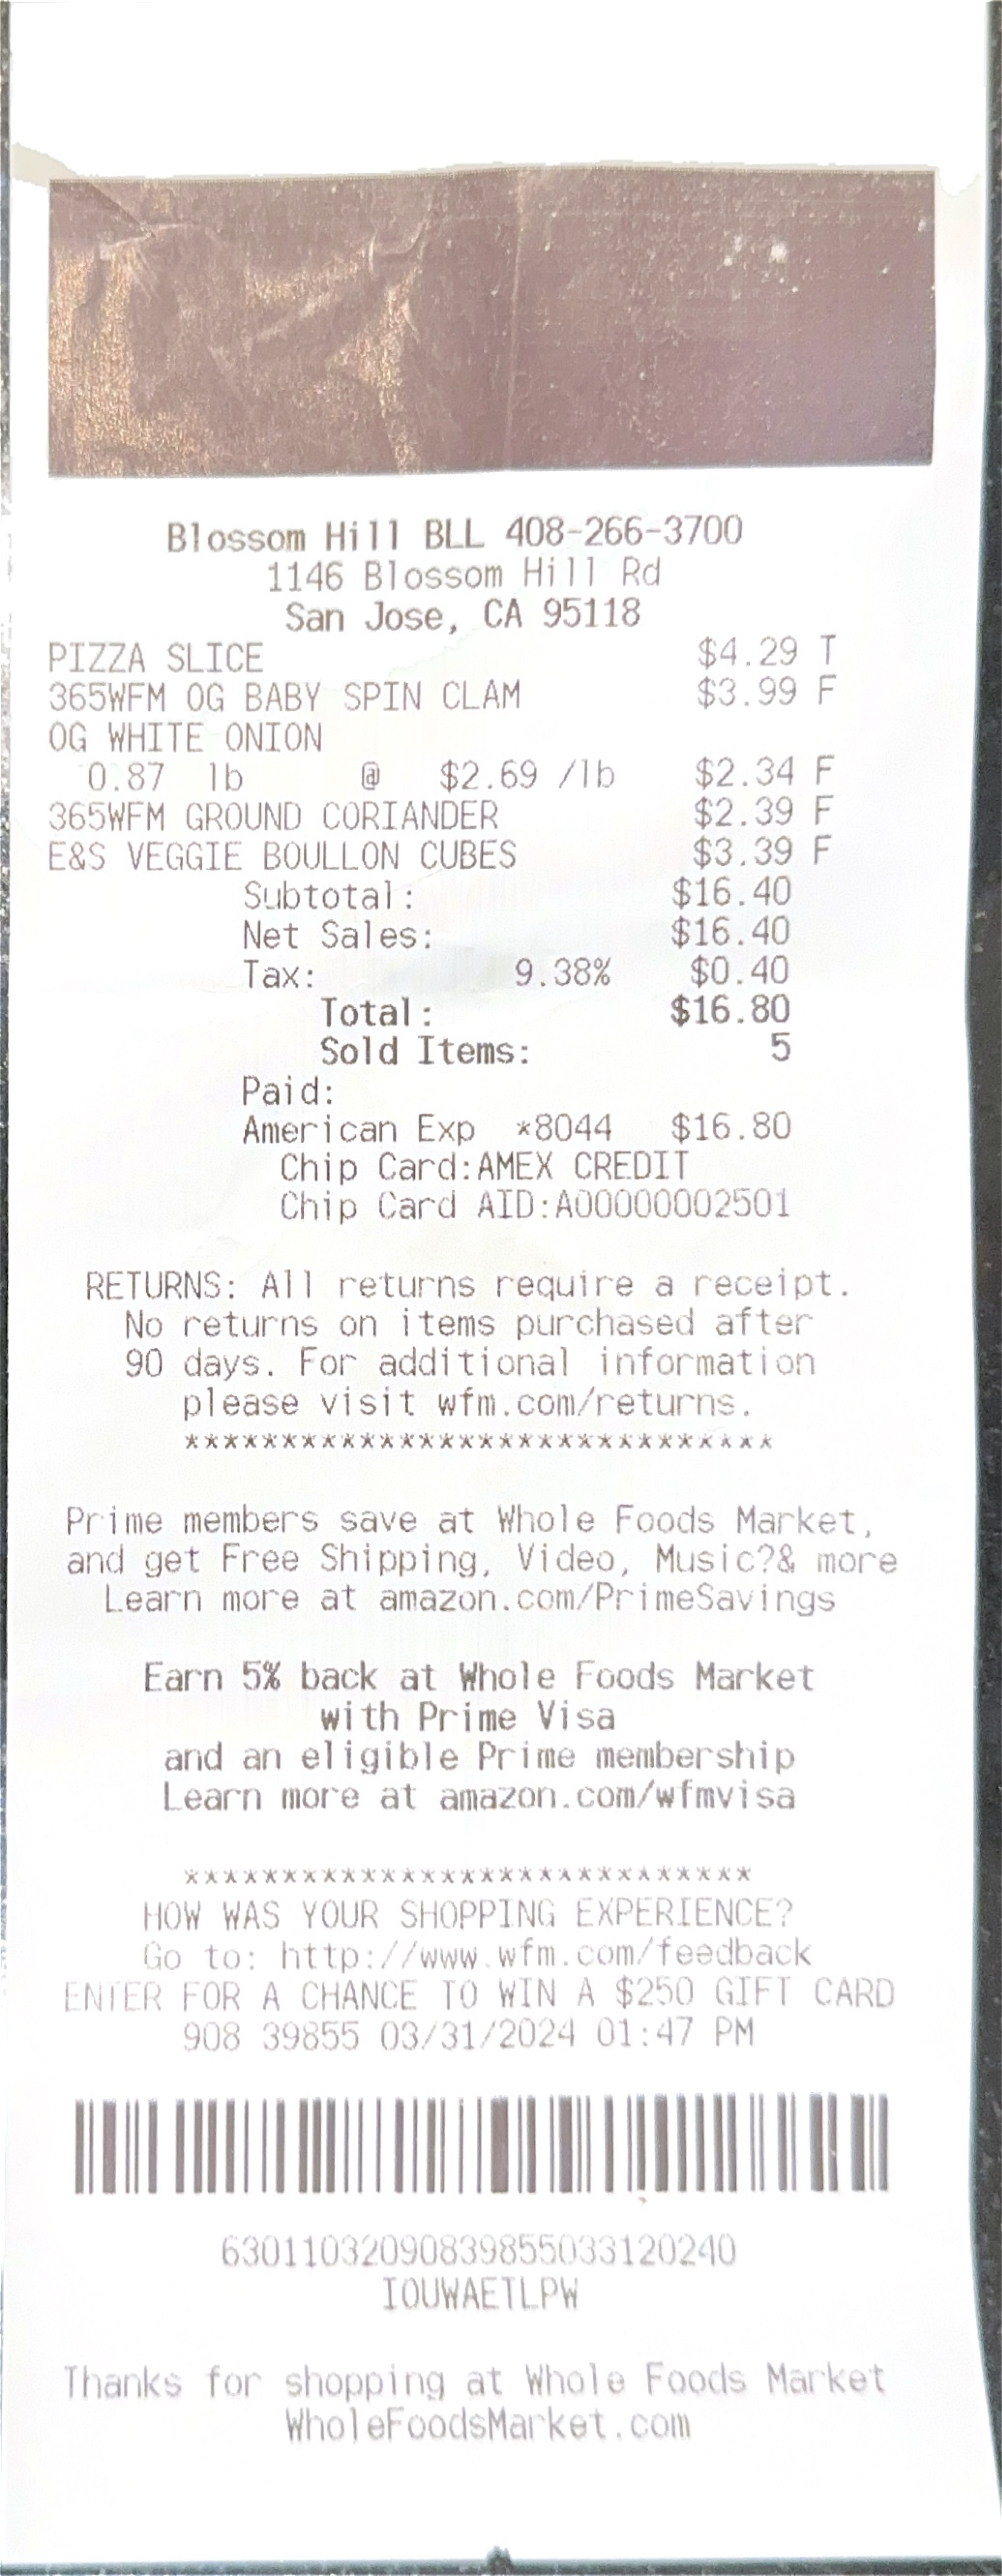 Blossom Hill BLL 408-266-3700
1146 Blossom Hill Rd
San Jose, CA 95118
PIZZA SLICE $4.29 T
365WFM OG BABY SPIN CLAM $3.99 F
OG WHITE ONION
0.87 lb @ $2.69 /lb $2.34 F
365WFM GROUND CORIANDER $2.39 F
E&S VEGGIE BOULLON CUBES $3.39 F
Subtotal: $16.40
Net Sales: $16.40
Tax: 9.38% $0.40
Total: $16.80
Sold Items: 5
Paid:
American Exp *8044 $16.80
Chip Card:AMEX CREDIT
Chip Card AID:A00000002501
RETURNS: All returns require a receipt.
No returns on items purchased after
90 days. For additional information
please visit wfm.com/returns.
******************************
Prime members save at Whole Foods Market,
and get Free Shipping, Video, Music?& more
Learn more at amazon.com/PrimeSavings
Earn 5% back at Whole Foods Market
with Prime Visa
and an eligible Prime membership
Learn more at amazon.com/wfmvisa
*****************************
HOW WAS YOUR SHOPPING EXPERIENCE?
Go to: http://www.wfm.com/feedback
ENTER FOR A CHANCE TO WIN A $250 GIFT CARD
908 39855 03/31/2024 01:47 PM
63011032090839855033120240
IOUWAETLPW
Thanks for shopping at Whole Foods Market
WholeFoodsMarket.com